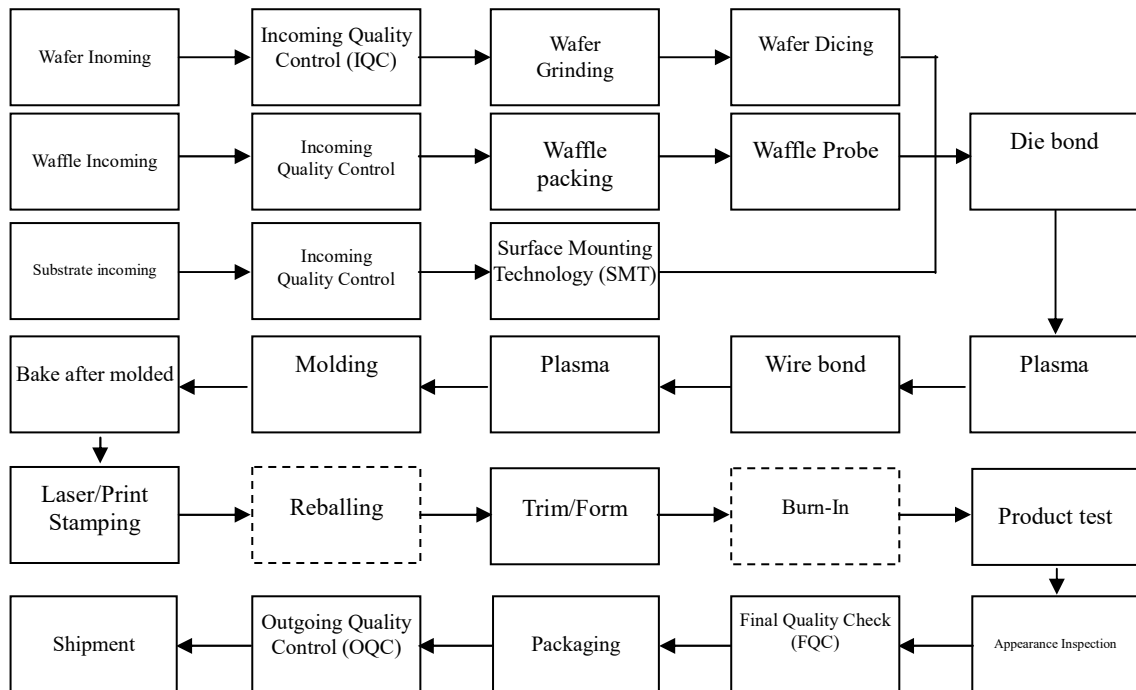 Wafer Inoming
Incoming Quality
Control (IQC)
Wafer
Grinding
Wafer Dicing
Waffle Incoming
Incoming
Quality Control
Waffle
packing
Waffle Probe
Die bond
Substrate incoming
Incoming
Quality Control
Surface Mounting
Technology (SMT)
Bake after molded
Molding
Plasma
Wire bond
Plasma
Laser/Print
Stamping
Reballing
Trim/Form
Burn-In
Product test
Shipment
Outgoing Quality
Control (OQC)
Packaging
Final Quality Check
(FQC)
Appearance Inspection